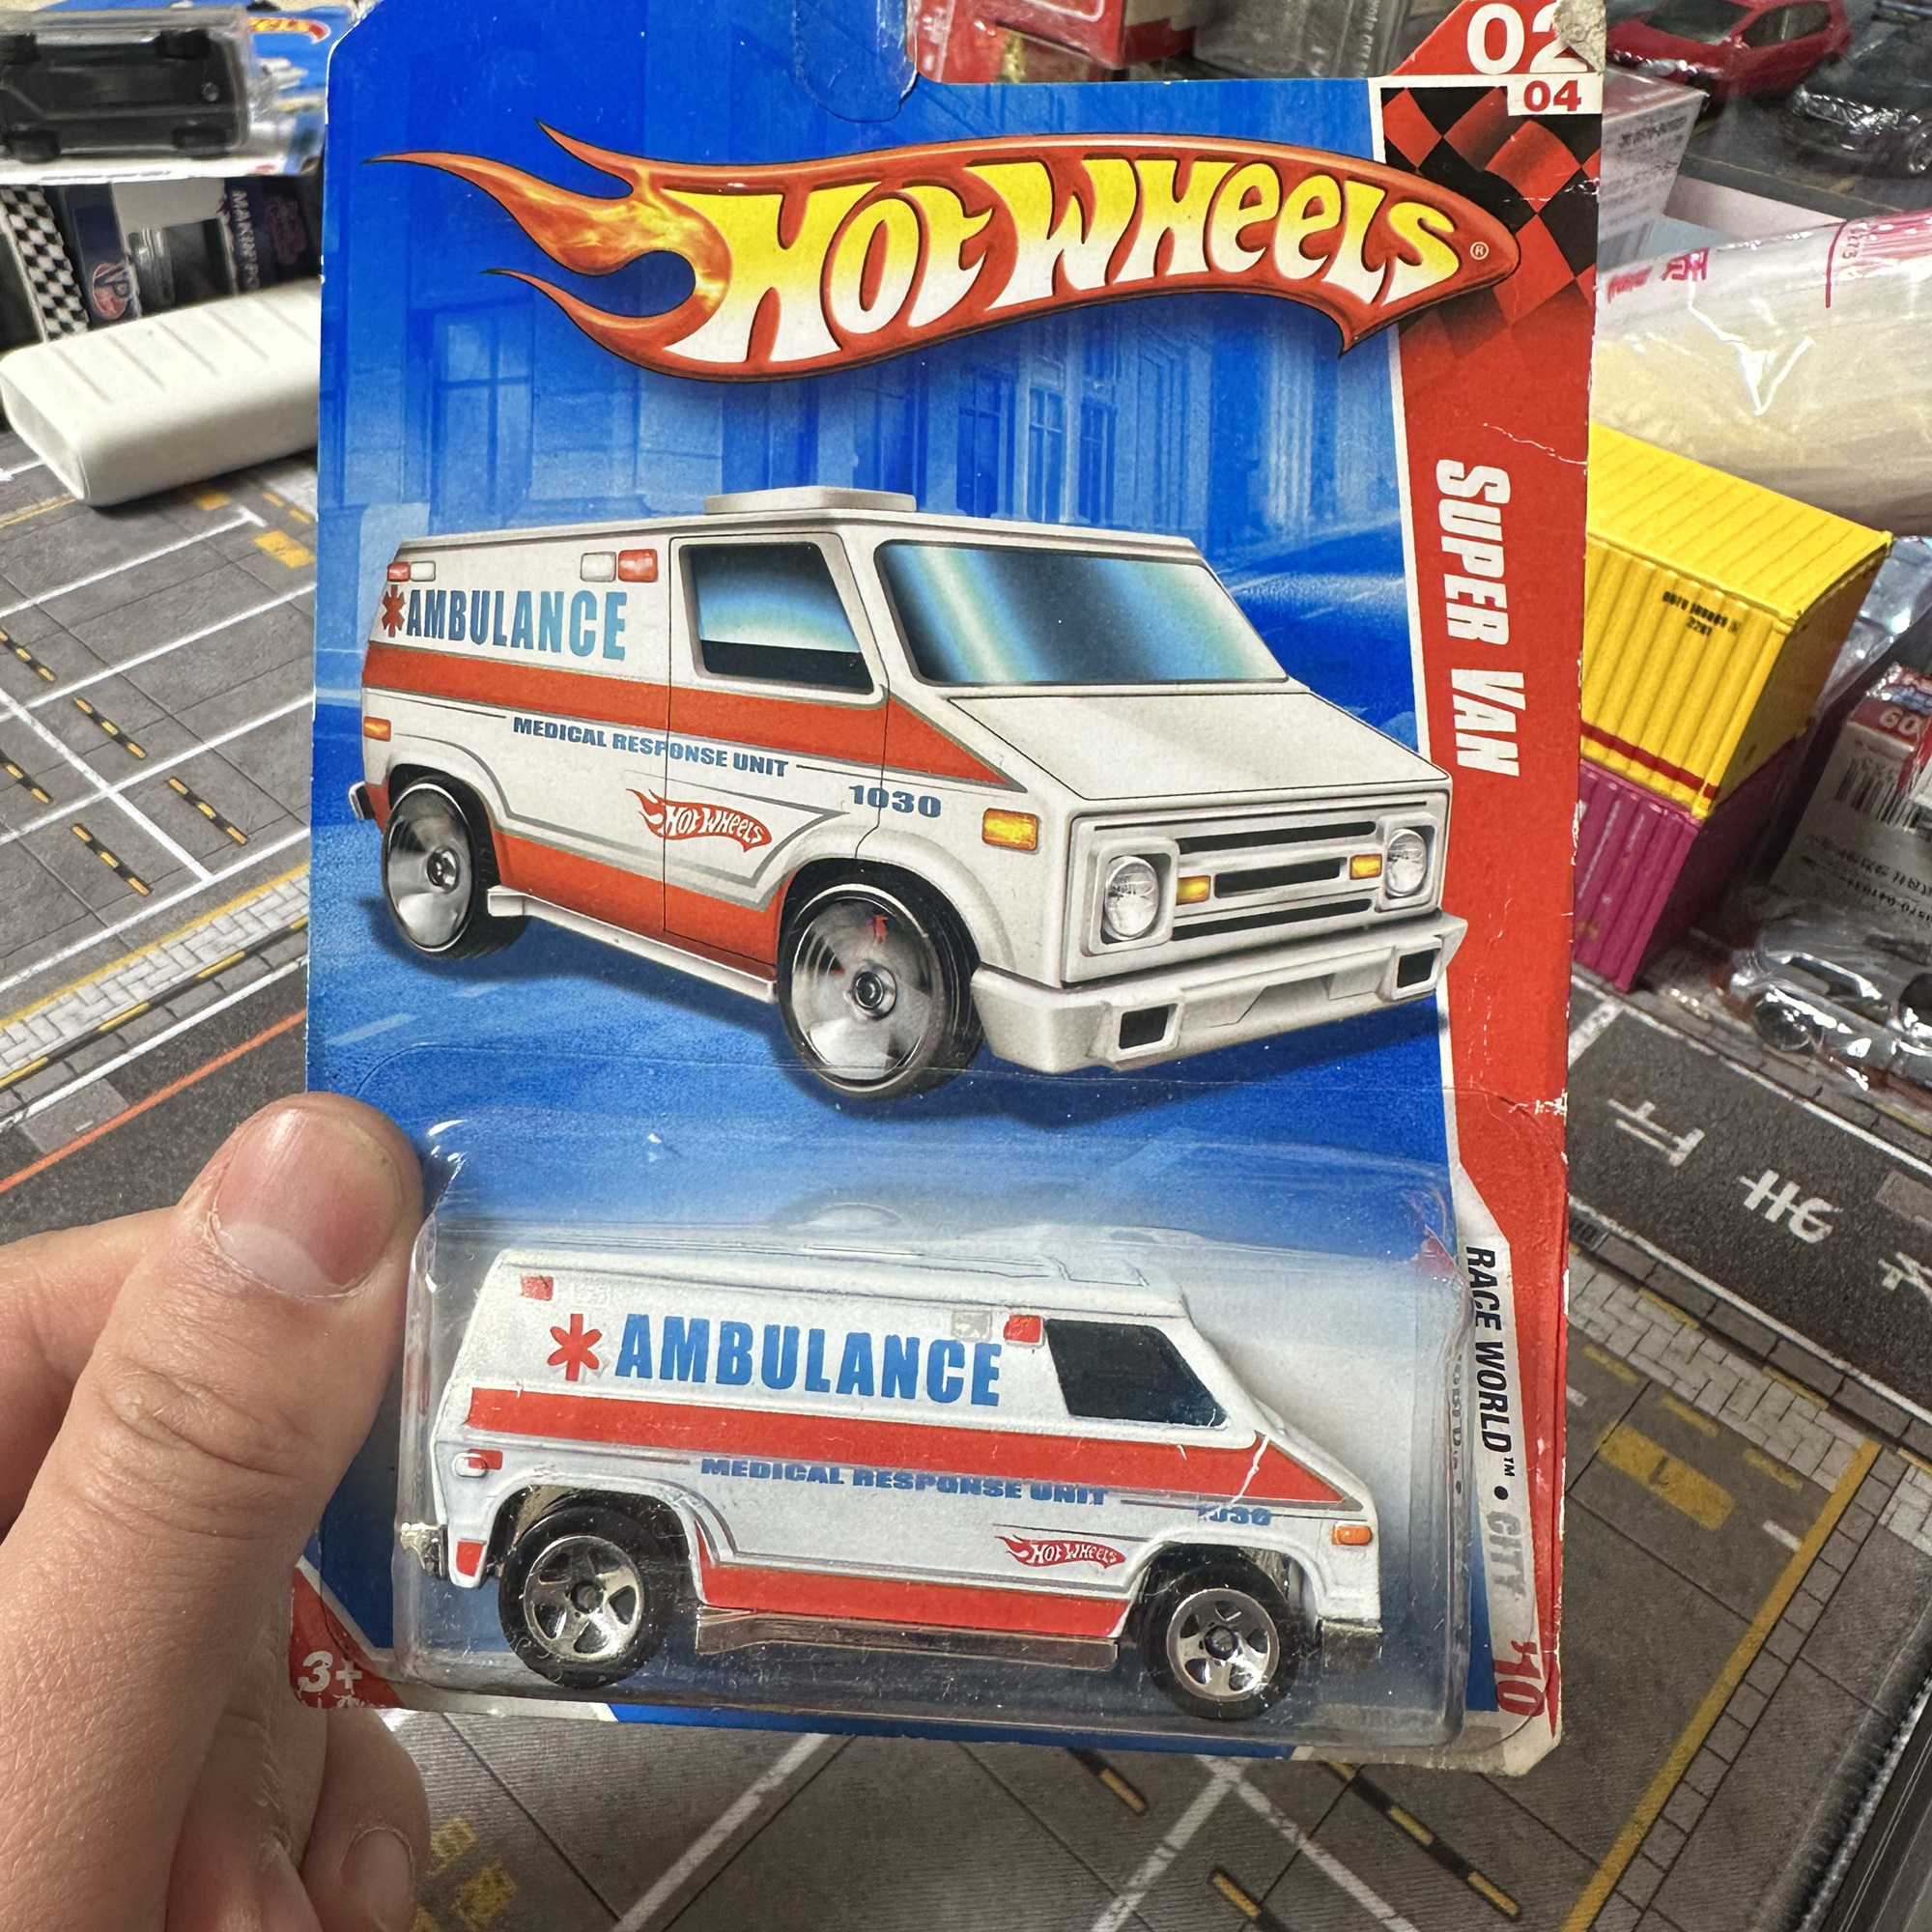 02
04
HOT WHEELS®
SUPER VAN
AMBULANCE
MEDICAL RESPONSE UNIT
1030
HOT WHEELS
RACE WORLD™ • CITY
'10
AMBULANCE
MEDICAL RESPONSE UNIT
1030
HOT WHEELS
3+